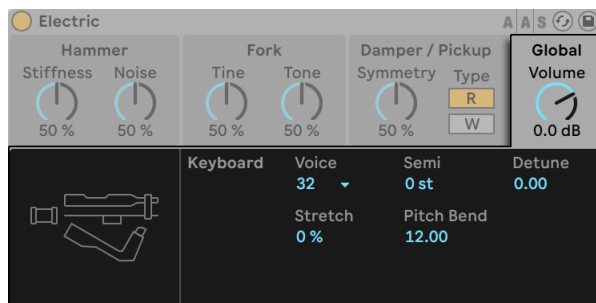 Electric
A A S
Hammer
Fork
Damper / Pickup
Global
Stiffness Noise
Tine Tone
Symmetry Type
Volume
R
W
50 % 50 %
50 % 50 %
50 %
0.0 dB
Keyboard
Voice Semi Detune
32 0 st 0.00
Stretch Pitch Bend
0 % 12.00